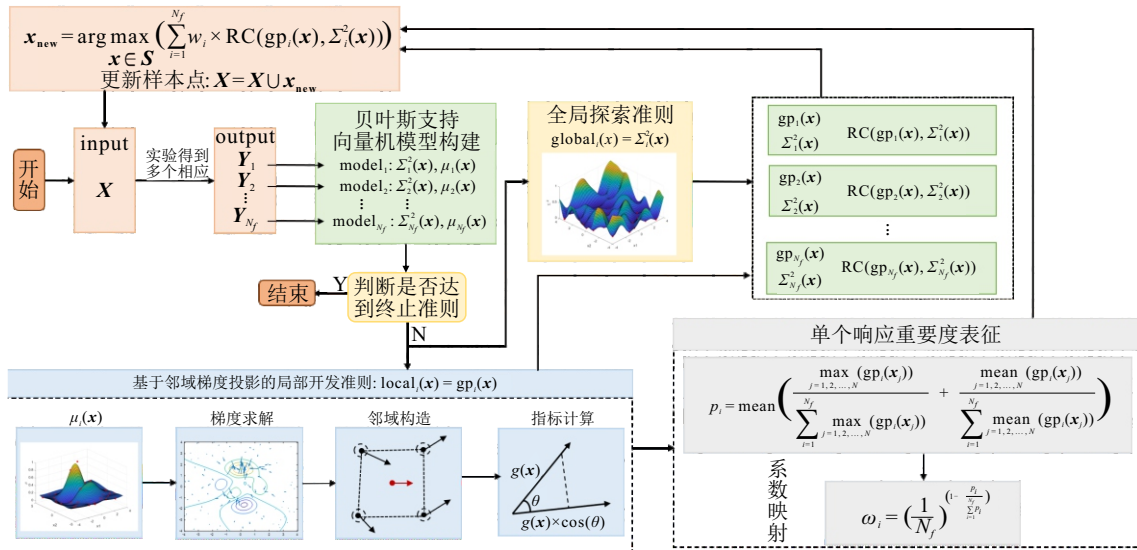 x_new = arg max_{x∈S} (∑_{i=1}^{N_f} w_i × RC(gp_i(x), Σ_i^2(x)))
更新样本点: X = X∪x_new
开始
input
X
实验得到
多个相应
output
Y_1
Y_2
⋮
Y_{N_f}
贝叶斯支持
向量机模型构建
model_1: Σ_1^2(x), μ_1(x)
model_2: Σ_2^2(x), μ_2(x)
⋮ ⋮ ⋮
model_{N_f}: Σ_{N_f}^2(x), μ_{N_f}(x)
全局探索准则
global_i(x) = Σ_i^2(x)
gp_1(x)
Σ_1^2(x)
RC(gp_1(x), Σ_1^2(x))
gp_2(x)
Σ_2^2(x)
RC(gp_2(x), Σ_2^2(x))
⋮
gp_{N_f}(x)
Σ_{N_f}^2(x)
RC(gp_{N_f}(x), Σ_{N_f}^2(x))
结束
Y
判断是否达
到终止准则
N
基于邻域梯度投影的局部开发准则: local_i(x) = gp_i(x)
μ_i(x)
梯度求解
邻域构造
指标计算
g(x)
θ
g(x)×cos(θ)
单个响应重要度表征
p_i = mean( max_{j=1,2,...,N}(gp_i(x_j)) / ∑_{i=1}^{N_f} max_{j=1,2,...,N}(gp_i(x_j)) + mean_{j=1,2,...,N}(gp_i(x_j)) / ∑_{i=1}^{N_f} mean_{j=1,2,...,N}(gp_i(x_j)) )
系数映射
ω_i = (1/N_f)^{(1- p_i / ∑_{i=1}^{N_f} p_i)}